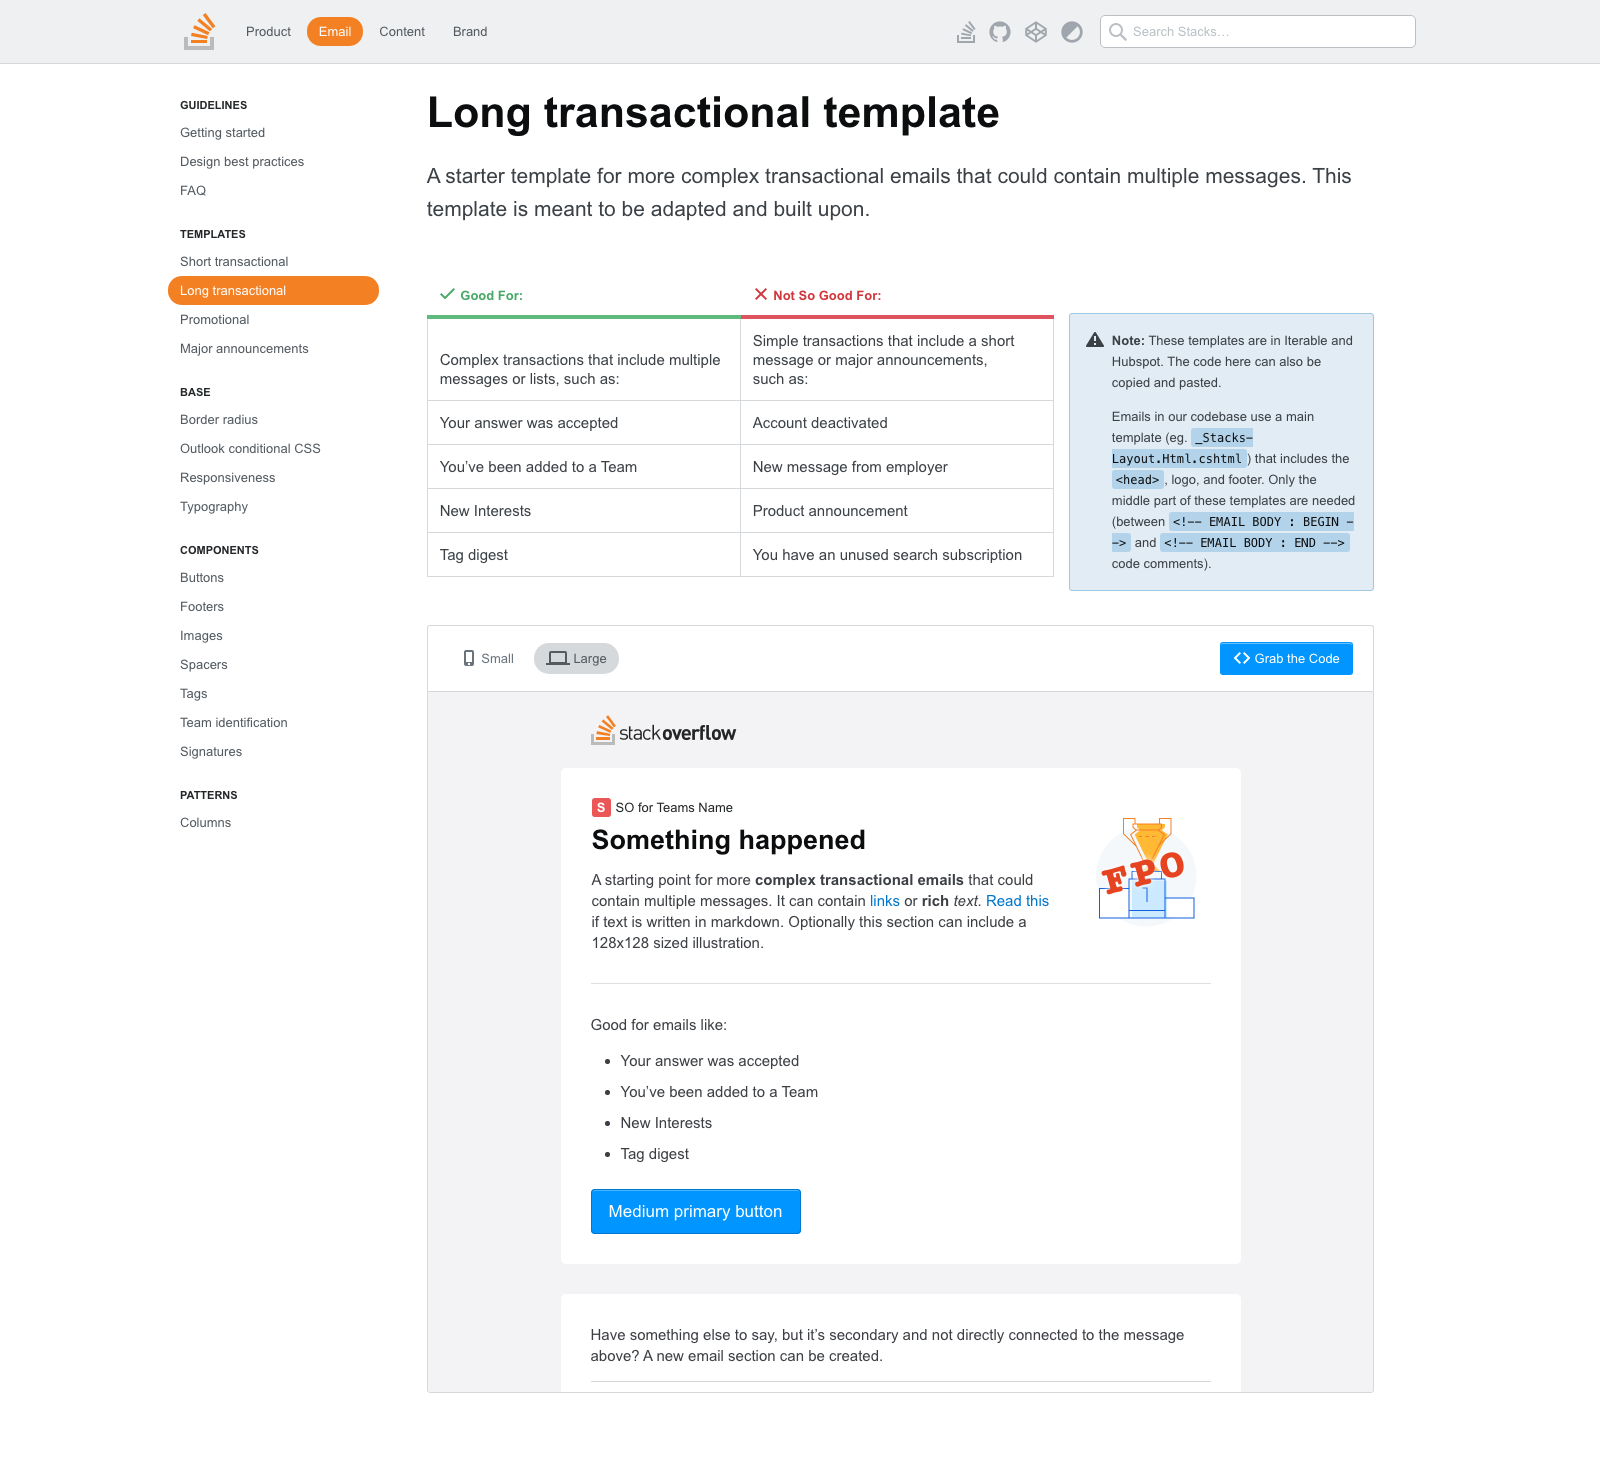 Product
Email
Content
Brand
Search Stacks…
GUIDELINES
Getting started
Design best practices
FAQ
TEMPLATES
Short transactional
Long transactional
Promotional
Major announcements
BASE
Border radius
Outlook conditional CSS
Responsiveness
Typography
COMPONENTS
Buttons
Footers
Images
Spacers
Tags
Team identification
Signatures
PATTERNS
Columns
Long transactional template
A starter template for more complex transactional emails that could contain multiple messages. This
template is meant to be adapted and built upon.
Good For:
Not So Good For:
Complex transactions that include multiple
messages or lists, such as:
Simple transactions that include a short
message or major announcements,
such as:
Your answer was accepted
Account deactivated
You’ve been added to a Team
New message from employer
New Interests
Product announcement
Tag digest
You have an unused search subscription
Note: These templates are in Iterable and
Hubspot. The code here can also be
copied and pasted.
Emails in our codebase use a main
template (eg. _Stacks-
Layout.Html.cshtml) that includes the
<head>, logo, and footer. Only the
middle part of these templates are needed
(between <!-- EMAIL BODY : BEGIN -
-> and <!-- EMAIL BODY : END -->
code comments).
Small
Large
Grab the Code
stackoverflow
S SO for Teams Name
Something happened
A starting point for more complex transactional emails that could
contain multiple messages. It can contain links or rich text. Read this
if text is written in markdown. Optionally this section can include a
128x128 sized illustration.
FPO
1
Good for emails like:
Your answer was accepted
You’ve been added to a Team
New Interests
Tag digest
Medium primary button
Have something else to say, but it’s secondary and not directly connected to the message
above? A new email section can be created.